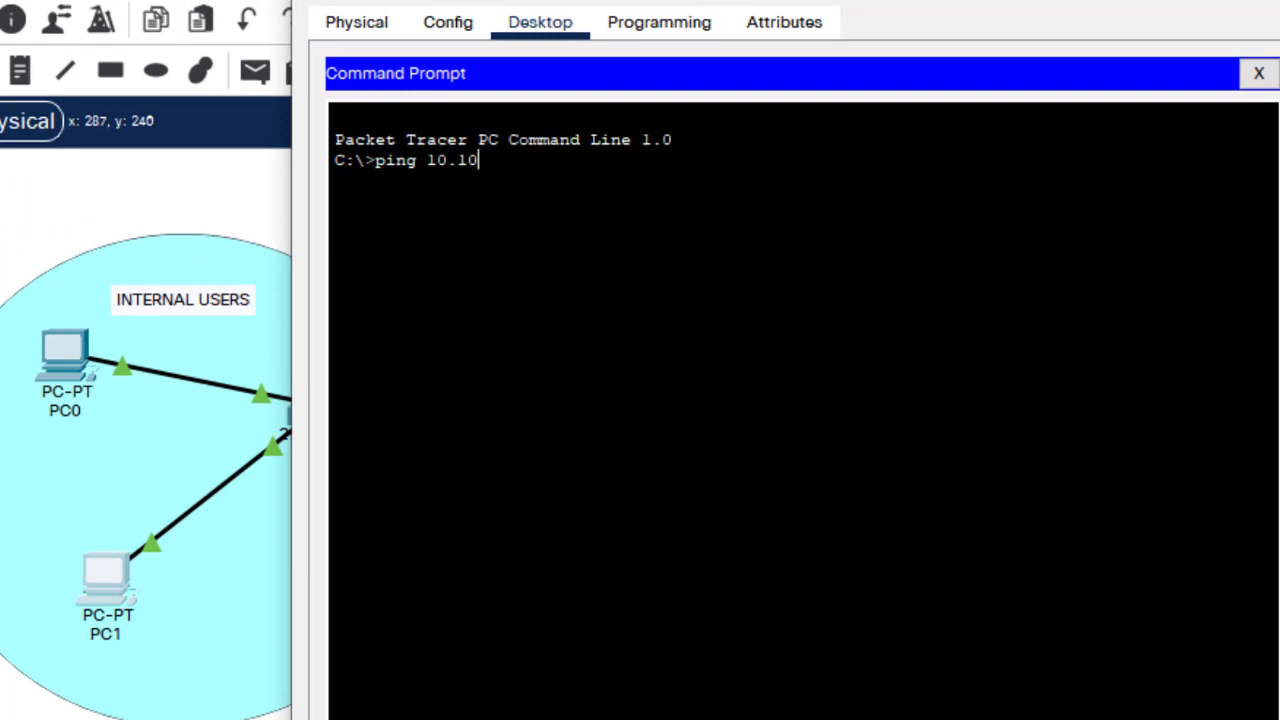 Physical Config Desktop Programming Attributes
Command Prompt
X
ysical x: 287, y: 240
Packet Tracer PC Command Line 1.0
C:\>ping 10.10
INTERNAL USERS
PC-PT
PC0
PC-PT
PC1